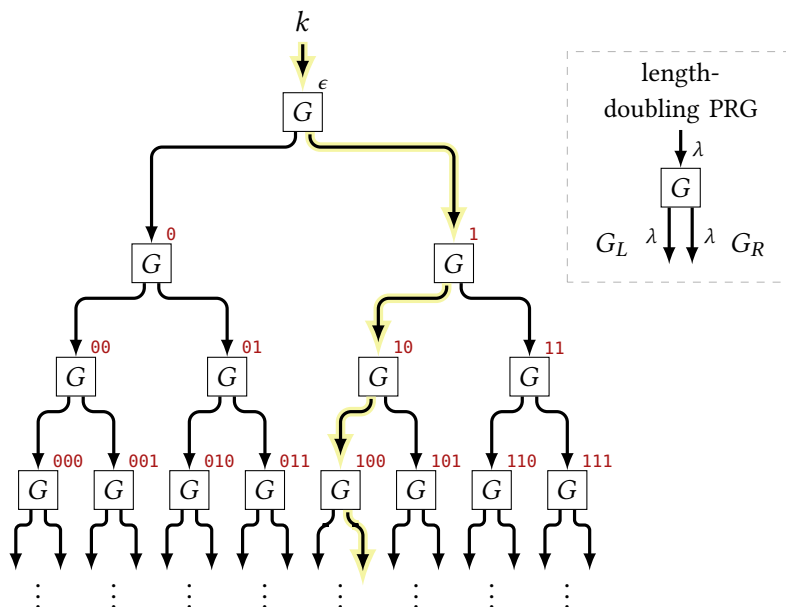 k
G ϵ
length-
doubling PRG
λ
G
G_L λ λ G_R
G 0
G 1
G 00
G 01
G 10
G 11
G 000
G 001
G 010
G 011
G 100
G 101
G 110
G 111
⋮ ⋮ ⋮ ⋮ ⋮ ⋮ ⋮ ⋮